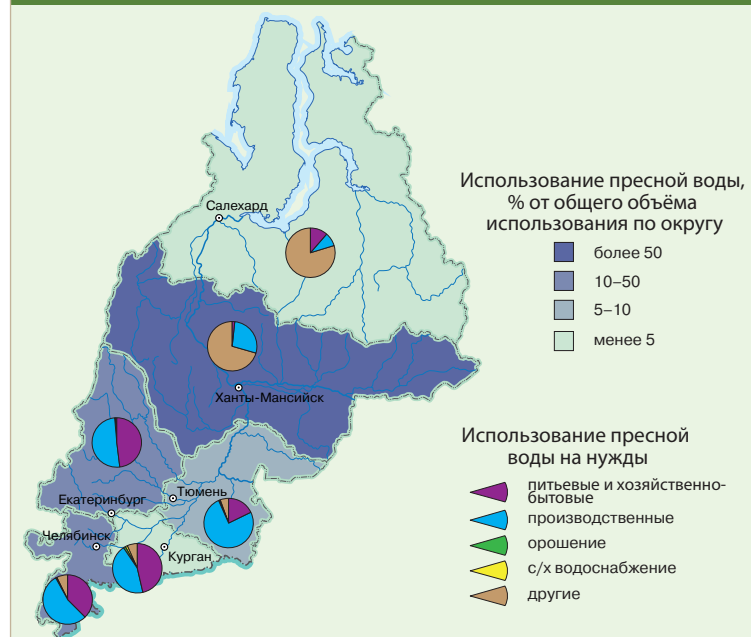 Салехард
Ханты-Мансийск
Тюмень
Екатеринбург
Челябинск
Курган
Использование пресной воды,
% от общего объёма
использования по округу
более 50
10–50
5–10
менее 5
Использование пресной
воды на нужды
питьевые и хозяйственно-
бытовые
производственные
орошение
с/х водоснабжение
другие